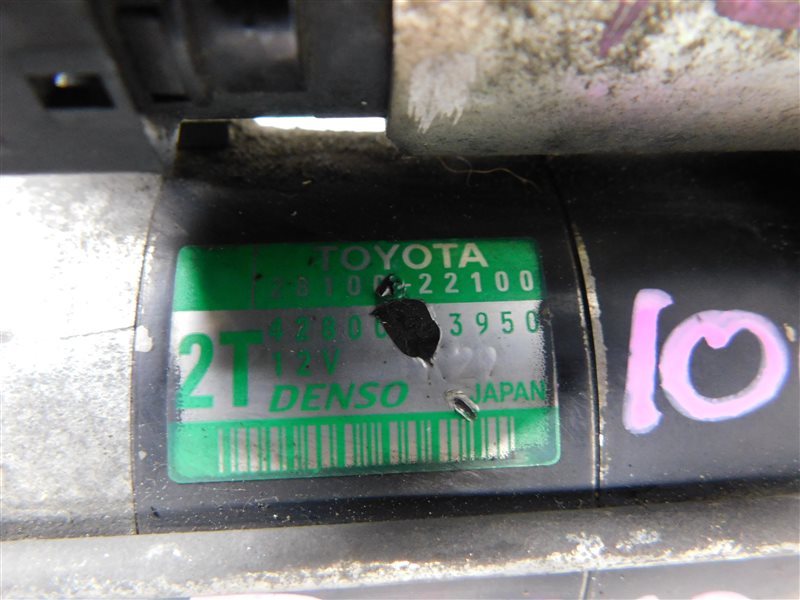 TOYOTA
28100-22100
42800 3950
2T
12V
DENSO
JAPAN
10